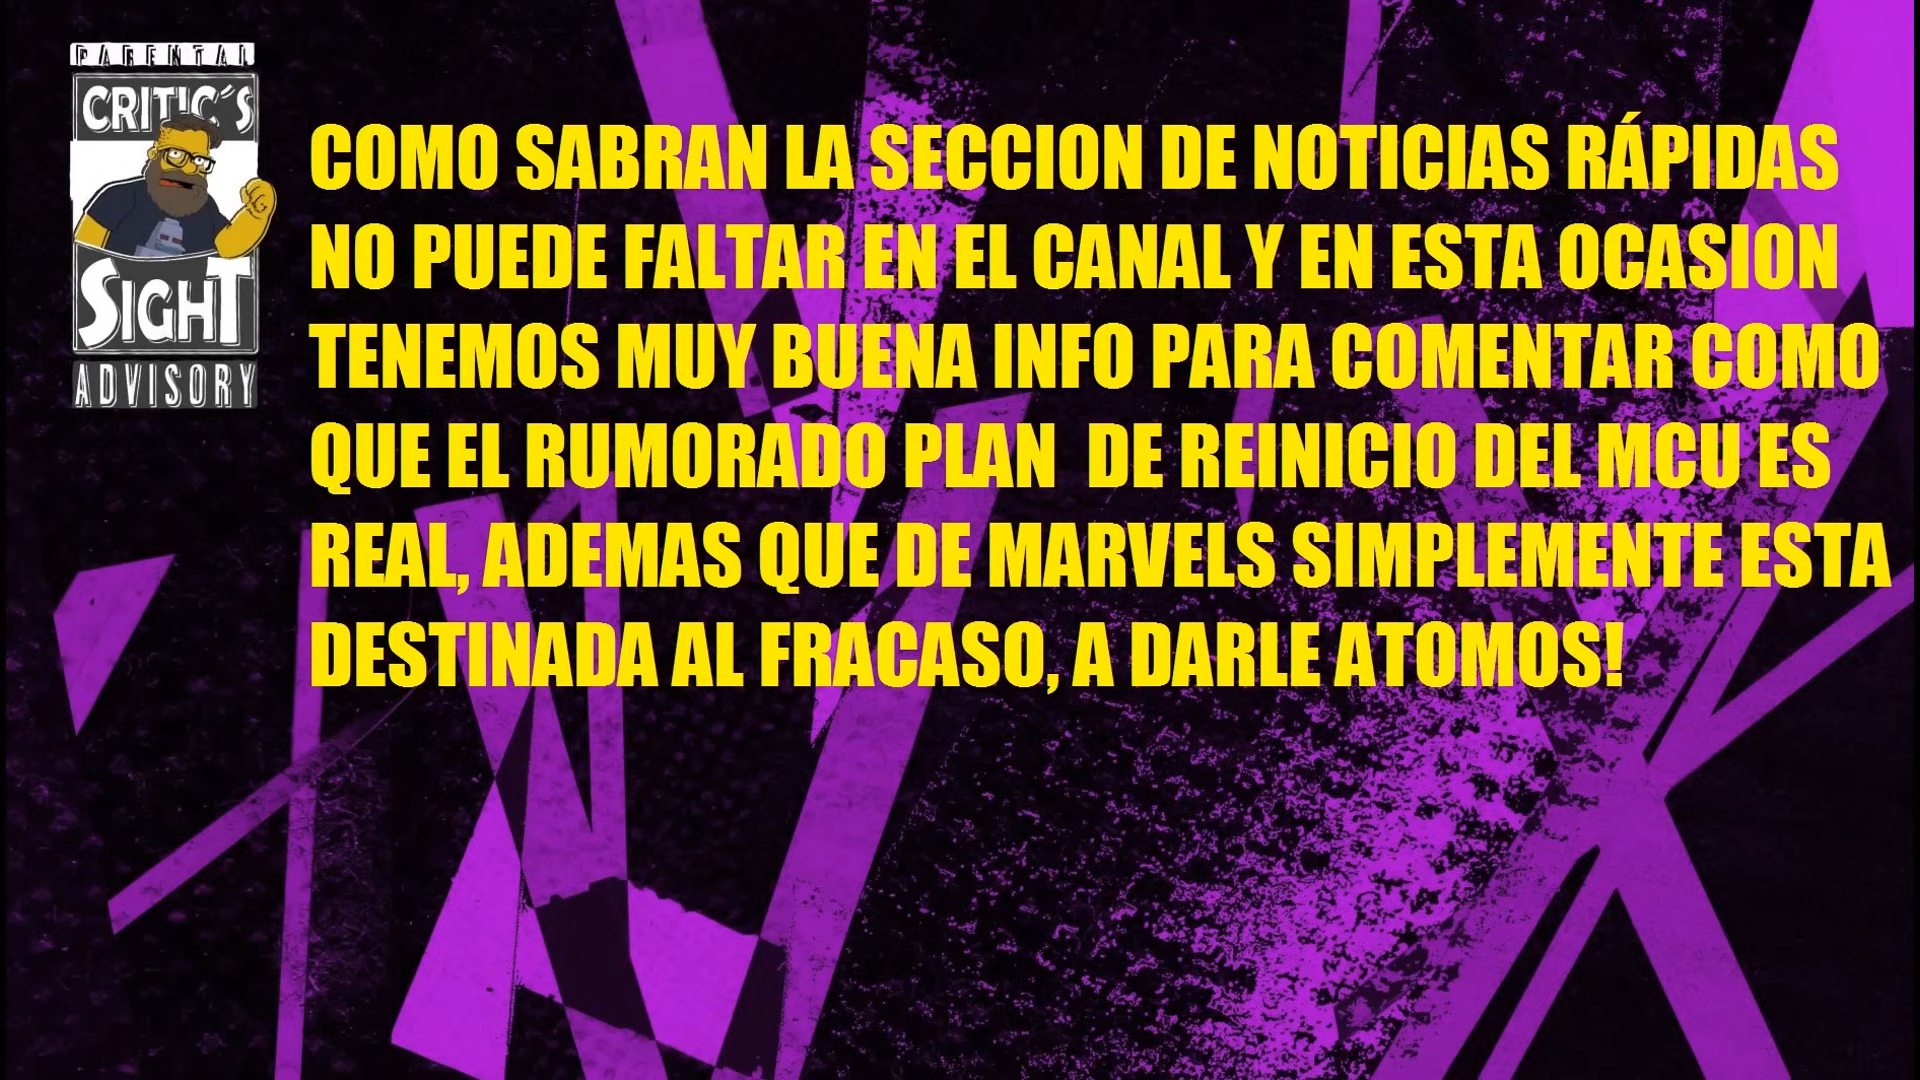 PARENTAL
CRITIC´S
SIGHT
ADVISORY
COMO SABRAN LA SECCION DE NOTICIAS RÁPIDAS
NO PUEDE FALTAR EN EL CANAL Y EN ESTA OCASION
TENEMOS MUY BUENA INFO PARA COMENTAR COMO
QUE EL RUMORADO PLAN  DE REINICIO DEL MCU ES
REAL, ADEMAS QUE DE MARVELS SIMPLEMENTE ESTA
DESTINADA AL FRACASO, A DARLE ATOMOS!